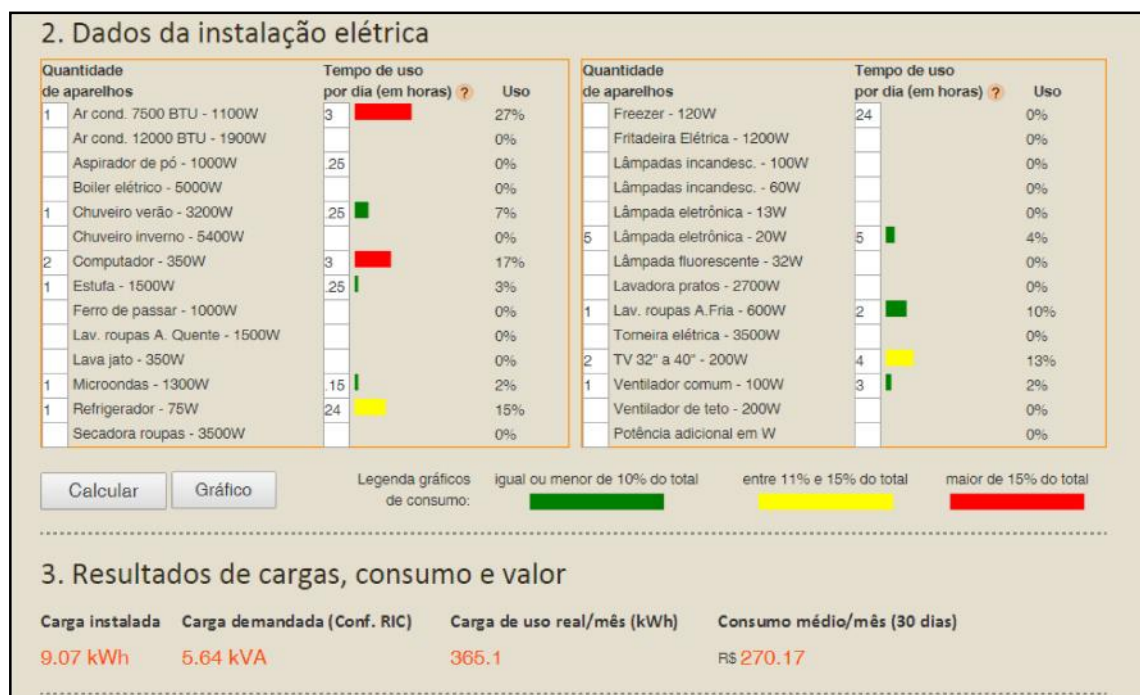 2. Dados da instalação elétrica
Quantidade de aparelhos Tempo de uso por dia (em horas) ? Uso
1 Ar cond. 7500 BTU - 1100W 3 27%
Ar cond. 12000 BTU - 1900W 0%
Aspirador de pó - 1000W .25 0%
Boiler elétrico - 5000W 0%
1 Chuveiro verão - 3200W .25 7%
Chuveiro inverno - 5400W 0%
2 Computador - 350W 3 17%
1 Estufa - 1500W .25 3%
Ferro de passar - 1000W 0%
Lav. roupas A. Quente - 1500W 0%
Lava jato - 350W 0%
1 Microondas - 1300W .15 2%
1 Refrigerador - 75W 24 15%
Secadora roupas - 3500W 0%
Quantidade de aparelhos Tempo de uso por dia (em horas) ? Uso
Freezer - 120W 24 0%
Fritadeira Elétrica - 1200W 0%
Lâmpadas incandesc. - 100W 0%
Lâmpadas incandesc. - 60W 0%
Lâmpada eletrônica - 13W 0%
5 Lâmpada eletrônica - 20W 5 4%
Lâmpada fluorescente - 32W 0%
Lavadora pratos - 2700W 0%
1 Lav. roupas A.Fria - 600W 2 10%
Torneira elétrica - 3500W 0%
2 TV 32" a 40" - 200W 4 13%
1 Ventilador comum - 100W 3 2%
Ventilador de teto - 200W 0%
Potência adicional em W 0%
Calcular Gráfico
Legenda gráficos de consumo: igual ou menor de 10% do total entre 11% e 15% do total maior de 15% do total
3. Resultados de cargas, consumo e valor
Carga instalada Carga demandada (Conf. RIC) Carga de uso real/mês (kWh) Consumo médio/mês (30 dias)
9.07 kWh 5.64 kVA 365.1 R$ 270.17